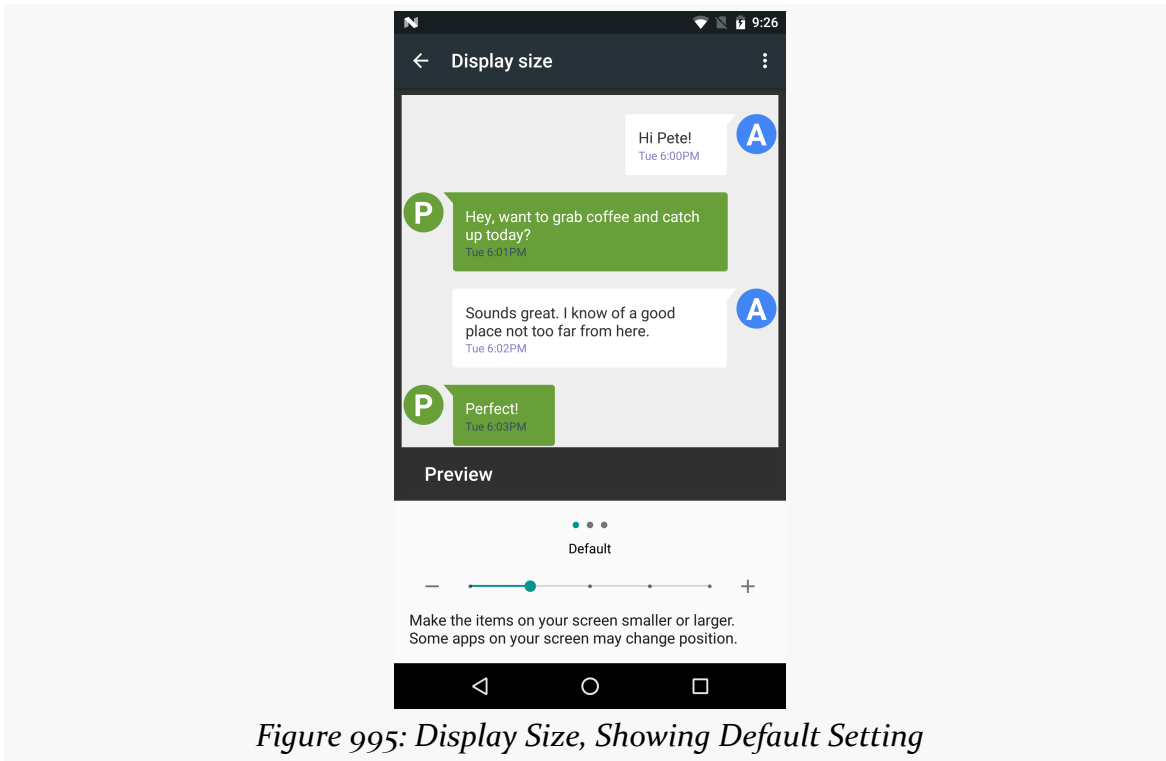 9:26
Display size
Hi Pete!
Tue 6:00PM
A
P
Hey, want to grab coffee and catch
up today?
Tue 6:01PM
Sounds great. I know of a good
place not too far from here.
Tue 6:02PM
A
P
Perfect!
Tue 6:03PM
Preview
Default
Make the items on your screen smaller or larger.
Some apps on your screen may change position.
Figure 995: Display Size, Showing Default Setting